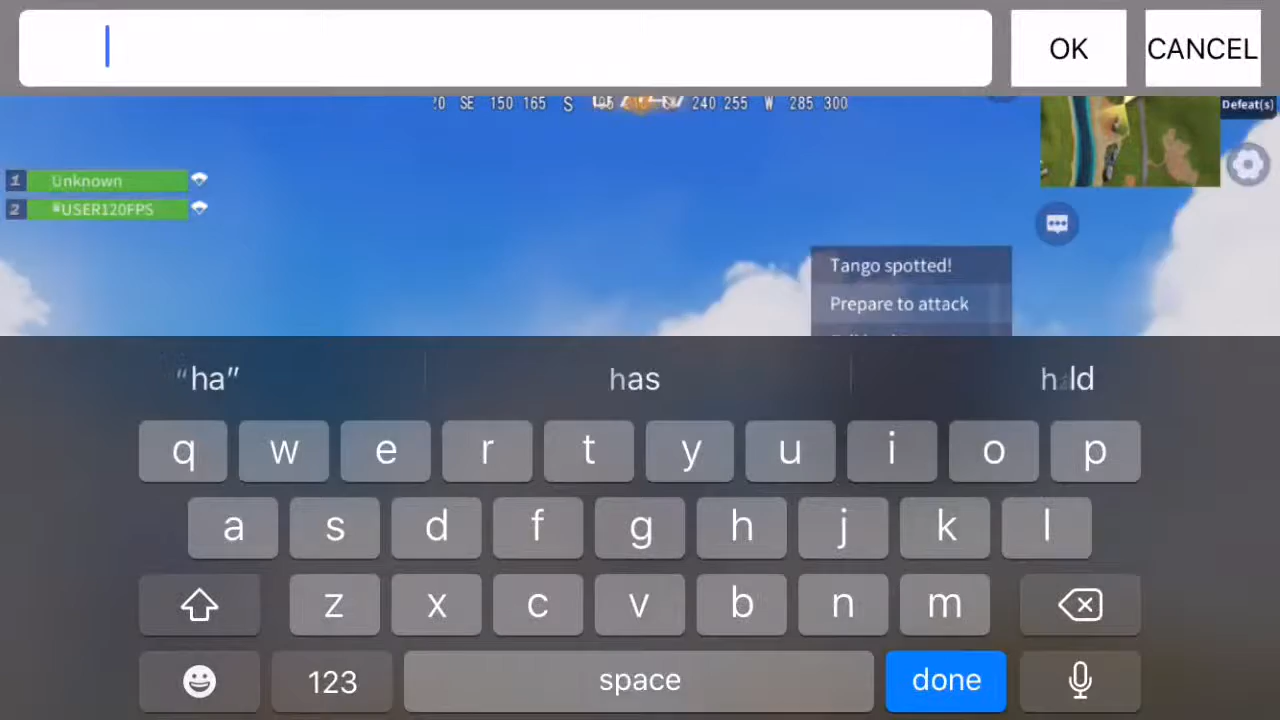 OK
CANCEL
SE 150 165 S 240 255 W 285 300
Defeat(s)
1 Unknown
2 *USER120FPS
Tango spotted!
Prepare to attack
“ha” has
q w e r t y u i o p
a s d f g h j k l
z x c v b n m
123 space done